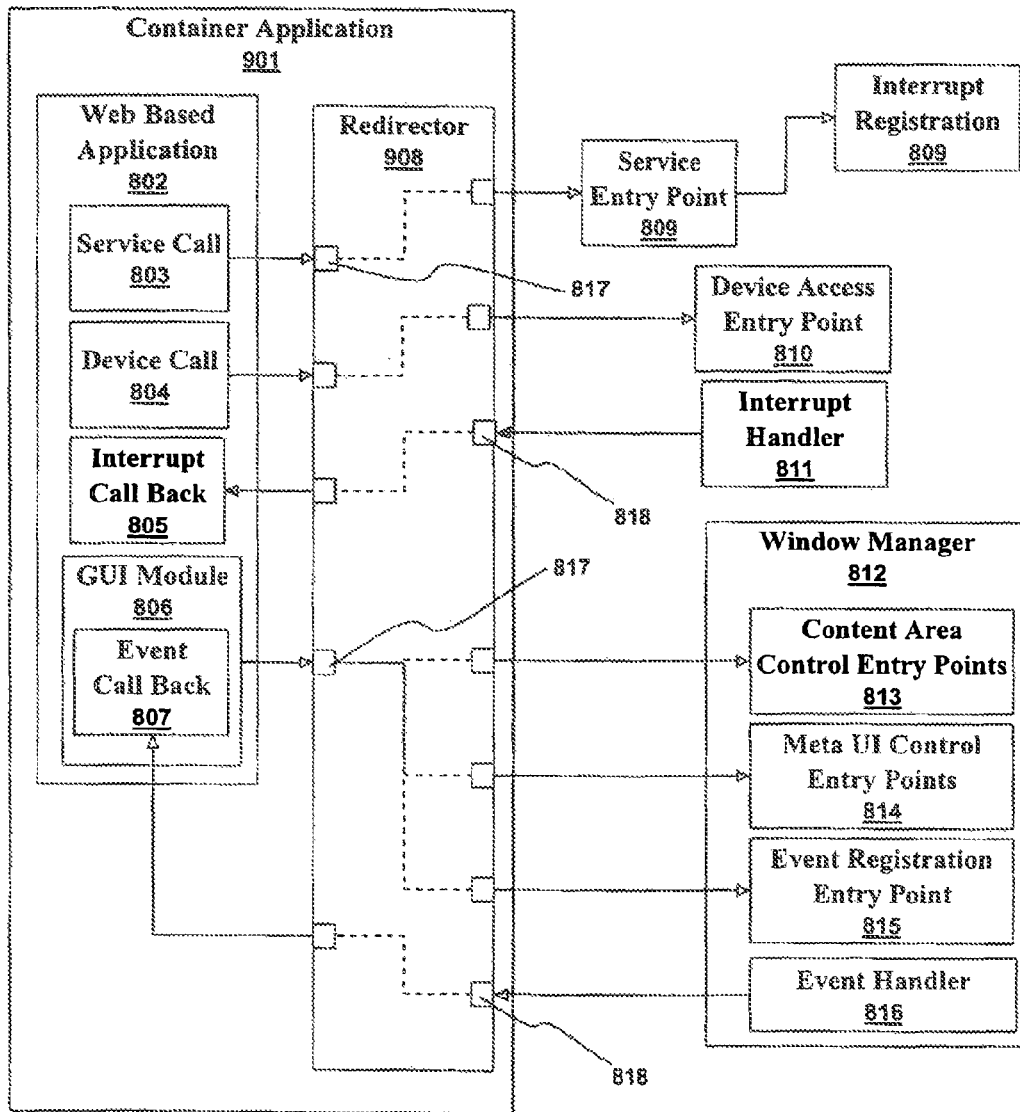 Container Application
901
Web Based
Application
802
Service Call
803
Device Call
804
Interrupt
Call Back
805
GUI Module
806
Event
Call Back
807
Redirector
908
817
818
817
818
Service
Entry Point
809
Interrupt
Registration
809
Device Access
Entry Point
810
Interrupt
Handler
811
Window Manager
812
Content Area
Control Entry Points
813
Meta UI Control
Entry Points
814
Event Registration
Entry Point
815
Event Handler
816